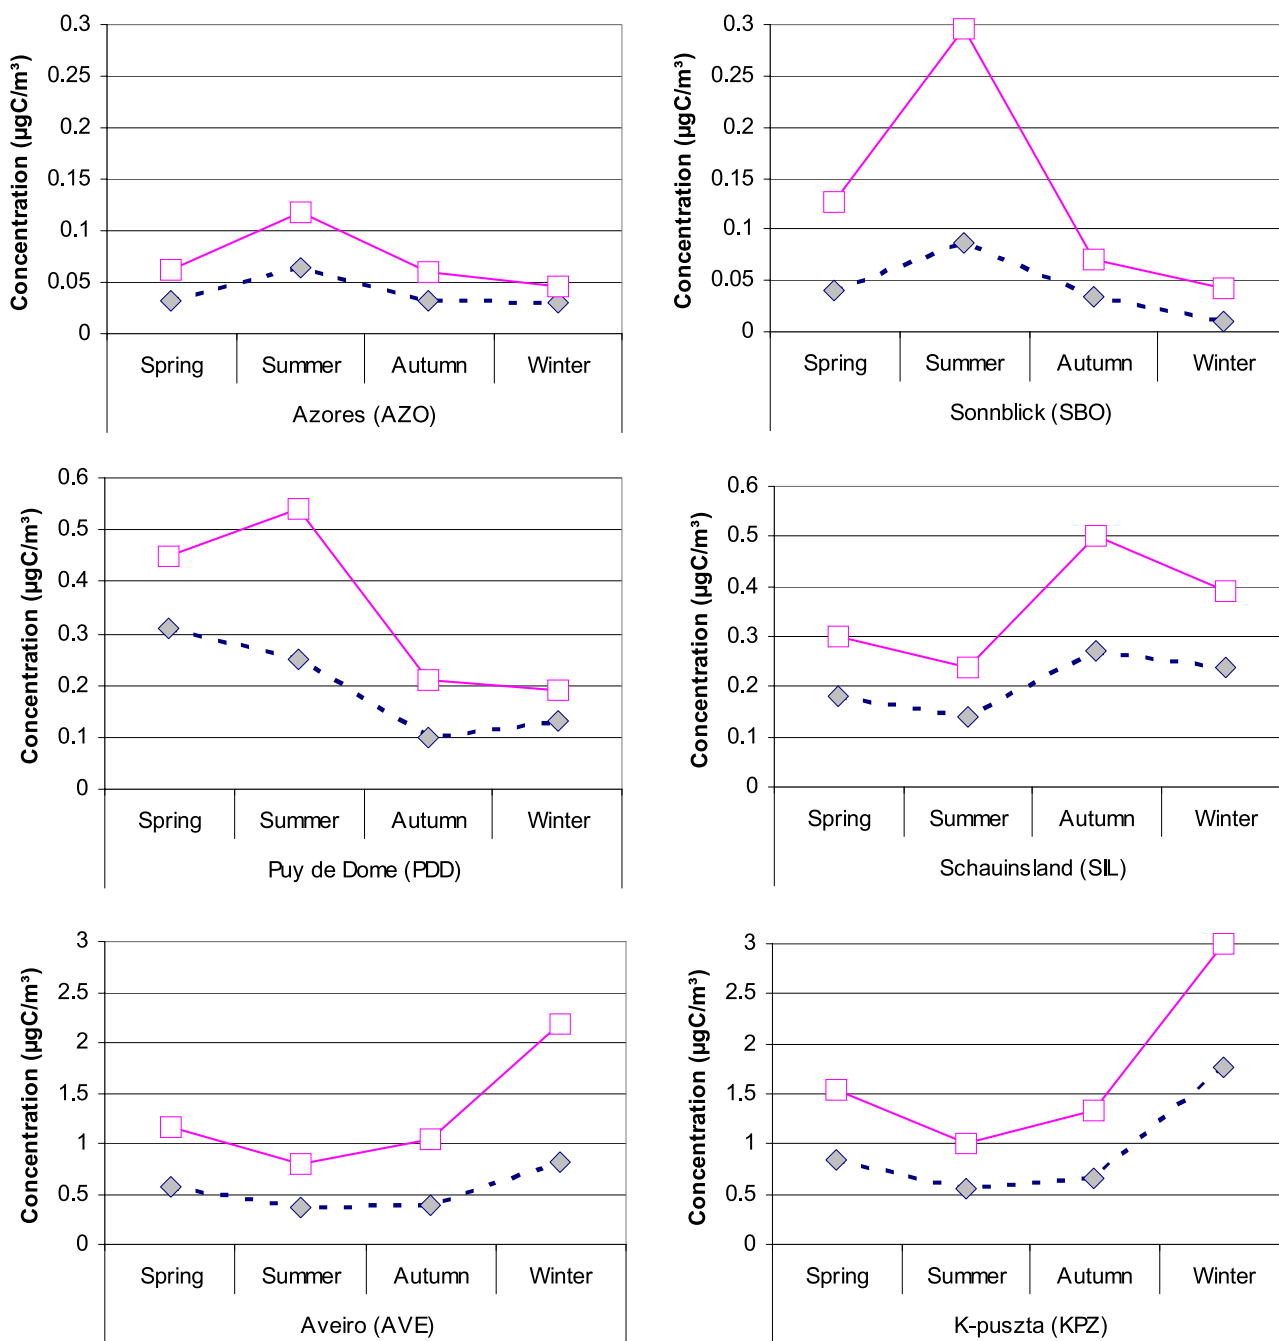 Concentration (µgC/m³)
0.3
0.25
0.2
0.15
0.1
0.05
0
Spring Summer Autumn Winter
Azores (AZO)
Concentration (µgC/m³)
0.3
0.25
0.2
0.15
0.1
0.05
0
Spring Summer Autumn Winter
Sonnblick (SBO)
Concentration (µgC/m³)
0.6
0.5
0.4
0.3
0.2
0.1
0
Spring Summer Autumn Winter
Puy de Dome (PDD)
Concentration (µgC/m³)
0.6
0.5
0.4
0.3
0.2
0.1
0
Spring Summer Autumn Winter
Schauinsland (SIL)
Concentration (µgC/m³)
3
2.5
2
1.5
1
0.5
0
Spring Summer Autumn Winter
Aveiro (AVE)
Concentration (µgC/m³)
3
2.5
2
1.5
1
0.5
0
Spring Summer Autumn Winter
K-puszta (KPZ)